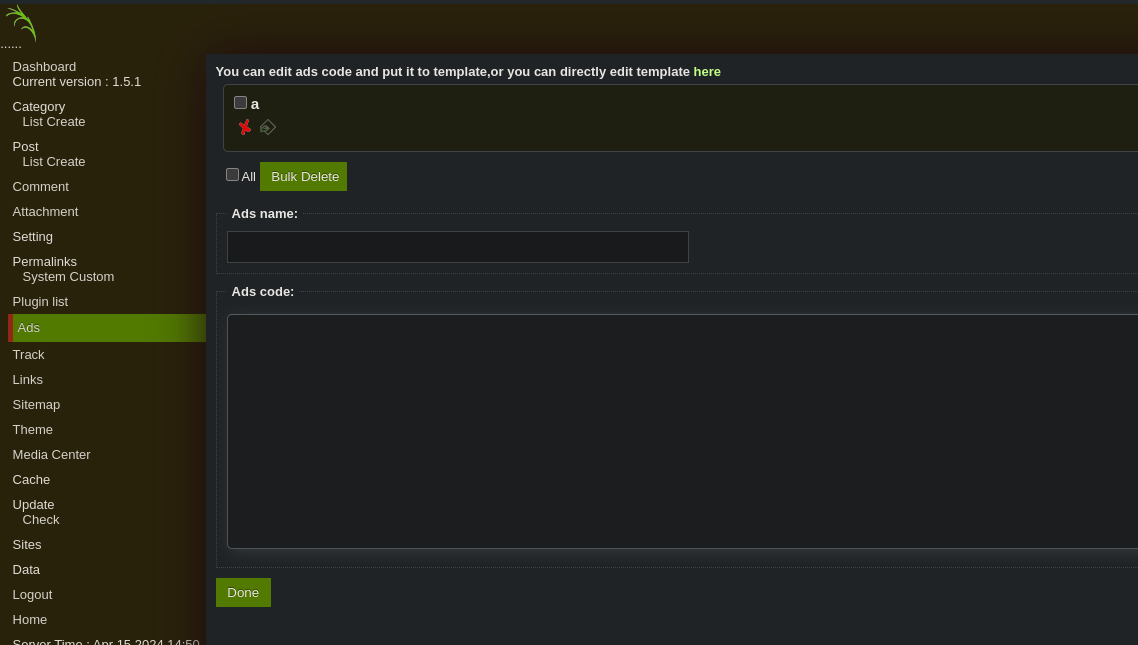 ......
Dashboard
Current version : 1.5.1
Category
List Create
Post
List Create
Comment
Attachment
Setting
Permalinks
System Custom
Plugin list
Ads
Track
Links
Sitemap
Theme
Media Center
Cache
Update
Check
Sites
Data
Logout
Home
Server Time : Apr,15,2024 14:50
You can edit ads code and put it to template,or you can directly edit template here
a
All Bulk Delete
Ads name:
Ads code:
Done